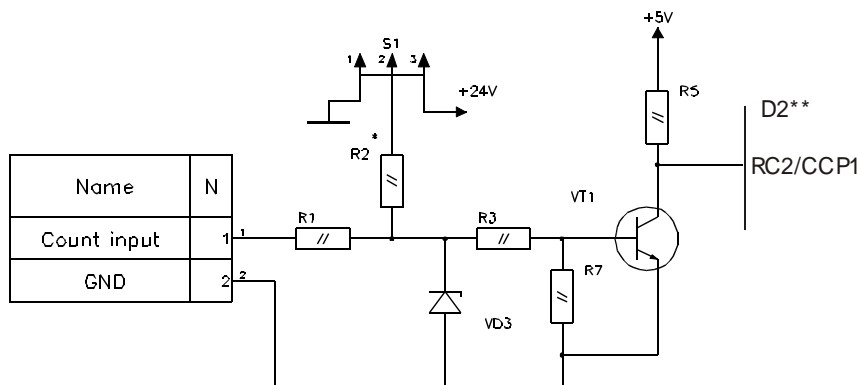 +5V
S1
1 2 3
+24V
R5
D2**
*
R2
RC2/CCP1
Name N
VT1
R1
R3
Count input 1 1
GND 2 2
R7
VD3